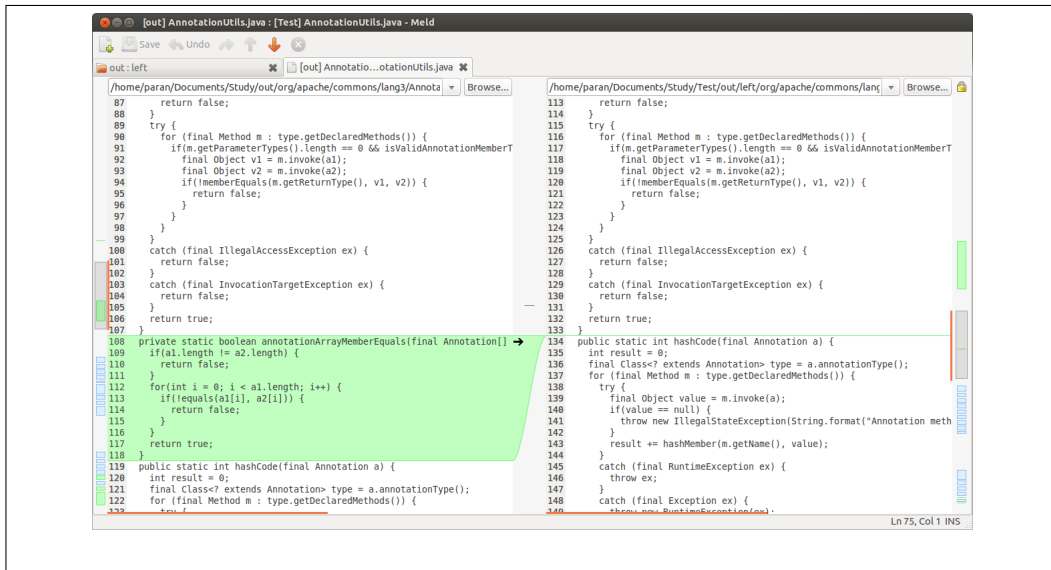 [out] AnnotationUtils.java : [Test] AnnotationUtils.java - Meld
Save Undo
out : left
[out] Annotatio...otationUtils.java
/home/paran/Documents/Study/out/org/apache/commons/lang3/Annota Browse...
87 return false;
88 }
89 try {
90 for (final Method m : type.getDeclaredMethods()) {
91 if(m.getParameterTypes().length == 0 && isValidAnnotationMemberT
92 final Object v1 = m.invoke(a1);
93 final Object v2 = m.invoke(a2);
94 if(!memberEquals(m.getReturnType(), v1, v2)) {
95 return false;
96 }
97 }
98 }
99 }
100 catch (final IllegalAccessException ex) {
101 return false;
102 }
103 catch (final InvocationTargetException ex) {
104 return false;
105 }
106 return true;
107 }
108 private static boolean annotationArrayMemberEquals(final Annotation[]
109 if(a1.length != a2.length) {
110 return false;
111 }
112 for(int i = 0; i < a1.length; i++) {
113 if(!equals(a1[i], a2[i])) {
114 return false;
115 }
116 }
117 return true;
118 }
119 public static int hashCode(final Annotation a) {
120 int result = 0;
121 final Class<? extends Annotation> type = a.annotationType();
122 for (final Method m : type.getDeclaredMethods()) {
123 try {
/home/paran/Documents/Study/Test/out/left/org/apache/commons/lang Browse...
113 return false;
114 }
115 try {
116 for (final Method m : type.getDeclaredMethods()) {
117 if(m.getParameterTypes().length == 0 && isValidAnnotationMemberT
118 final Object v1 = m.invoke(a1);
119 final Object v2 = m.invoke(a2);
120 if(!memberEquals(m.getReturnType(), v1, v2)) {
121 return false;
122 }
123 }
124 }
125 }
126 catch (final IllegalAccessException ex) {
127 return false;
128 }
129 catch (final InvocationTargetException ex) {
130 return false;
131 }
132 return true;
133 }
134 public static int hashCode(final Annotation a) {
135 int result = 0;
136 final Class<? extends Annotation> type = a.annotationType();
137 for (final Method m : type.getDeclaredMethods()) {
138 try {
139 final Object value = m.invoke(a);
140 if(value == null) {
141 throw new IllegalStateException(String.format("Annotation meth
142 }
143 result += hashMember(m.getName(), value);
144 }
145 catch (final RuntimeException ex) {
146 throw ex;
147 }
148 catch (final Exception ex) {
149 throw new RuntimeException(ex);
Ln 75, Col 1 INS